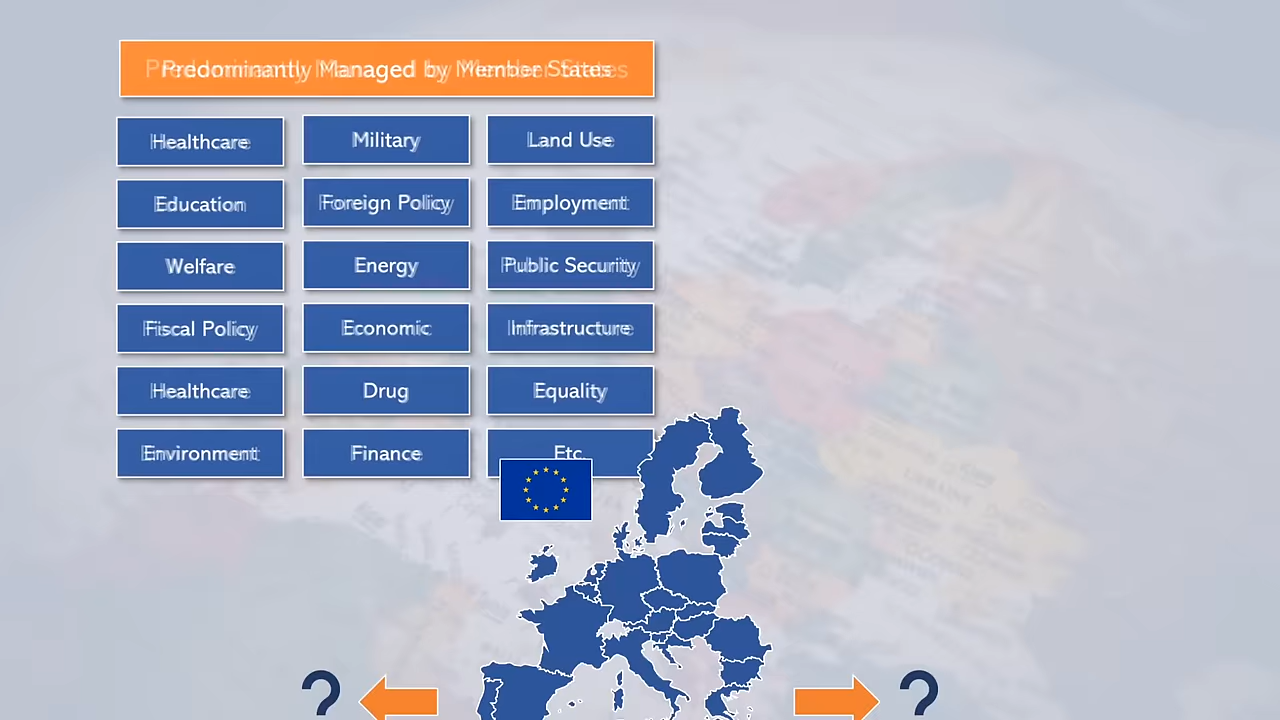 Predominantly Managed by Member States
Healthcare Military Land Use
Education Foreign Policy Employment
Welfare Energy Public Security
Fiscal Policy Economic Infrastructure
Healthcare Drug Equality
Environment Finance Etc
? ?